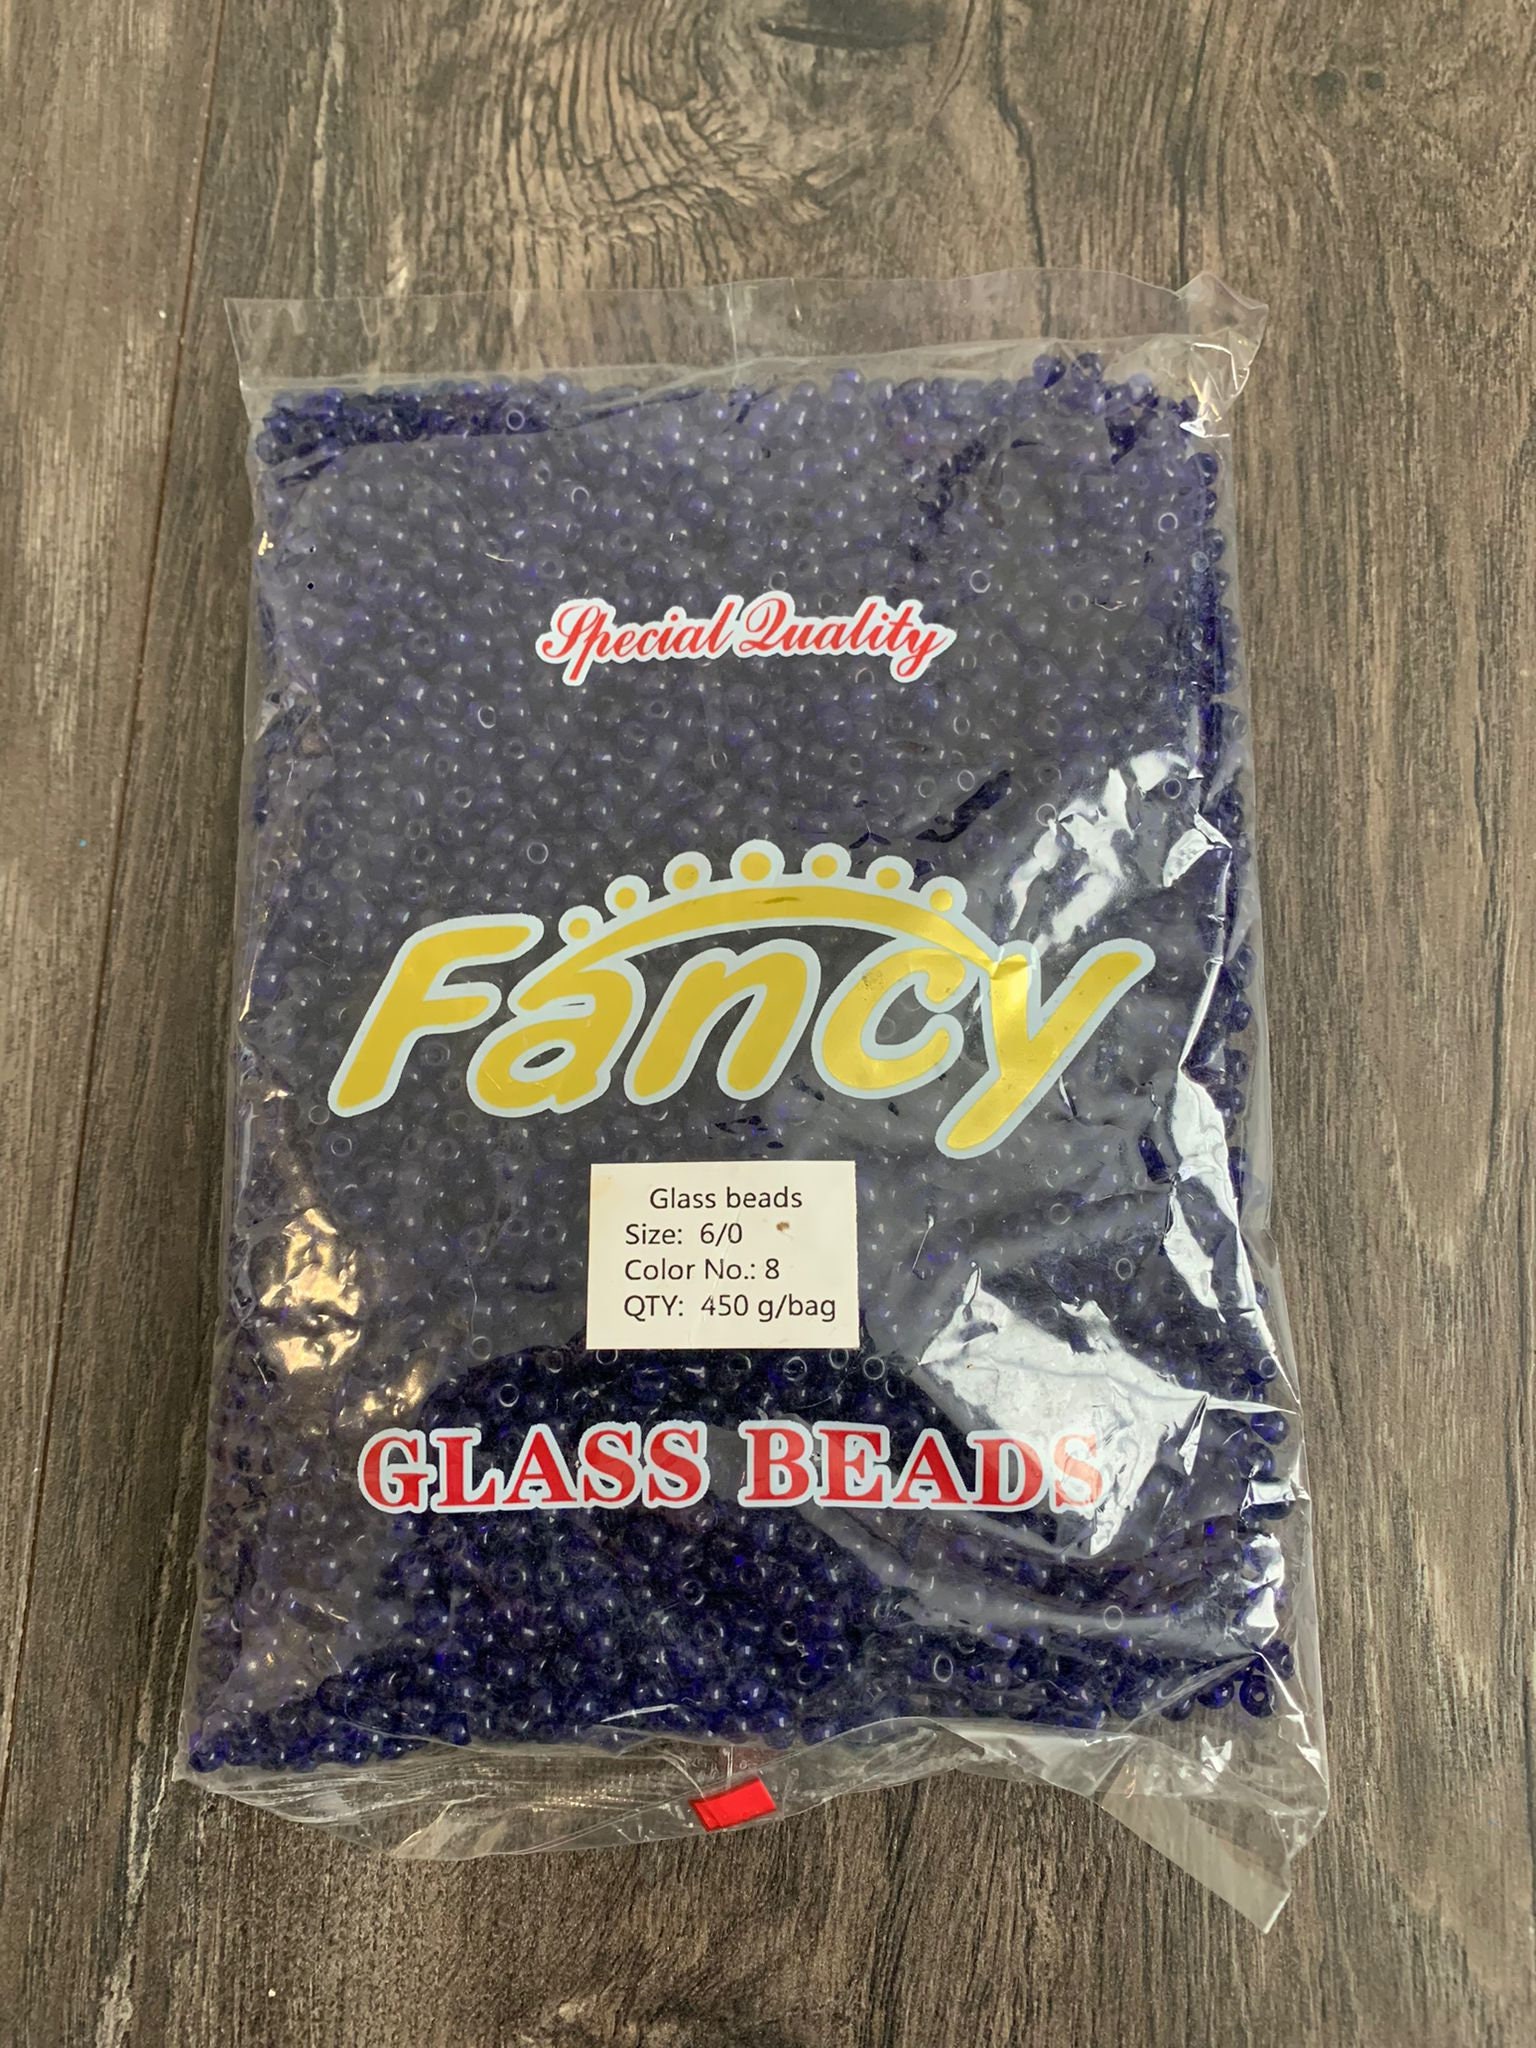 Special Quality
Fancy
Glass beads
Size: 6/0
Color No.: 8
QTY: 450 g/bag
GLASS BEADS